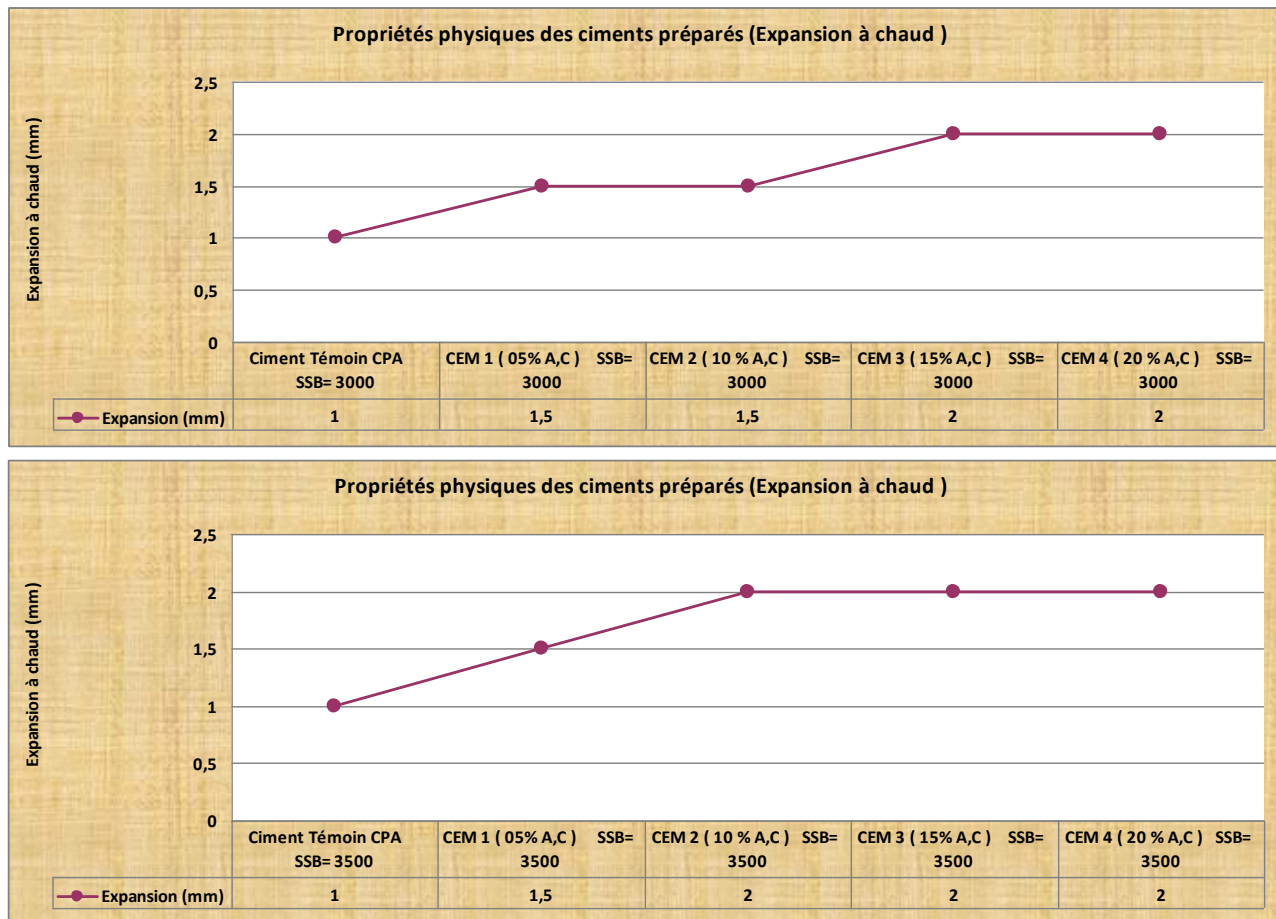 Propriétés physiques des ciments préparés (Expansion à chaud )
Expansion à chaud (mm)
2,5
2
1,5
1
0,5
0
Ciment Témoin CPA SSB= 3000
CEM 1 ( 05% A,C ) SSB= 3000
CEM 2 ( 10 % A,C ) SSB= 3000
CEM 3 ( 15% A,C ) SSB= 3000
CEM 4 ( 20 % A,C ) SSB= 3000
Expansion (mm) 1 1,5 1,5 2 2
Propriétés physiques des ciments préparés (Expansion à chaud )
Expansion à chaud (mm)
2,5
2
1,5
1
0,5
0
Ciment Témoin CPA SSB= 3500
CEM 1 ( 05% A,C ) SSB= 3500
CEM 2 ( 10 % A,C ) SSB= 3500
CEM 3 ( 15% A,C ) SSB= 3500
CEM 4 ( 20 % A,C ) SSB= 3500
Expansion (mm) 1 1,5 2 2 2